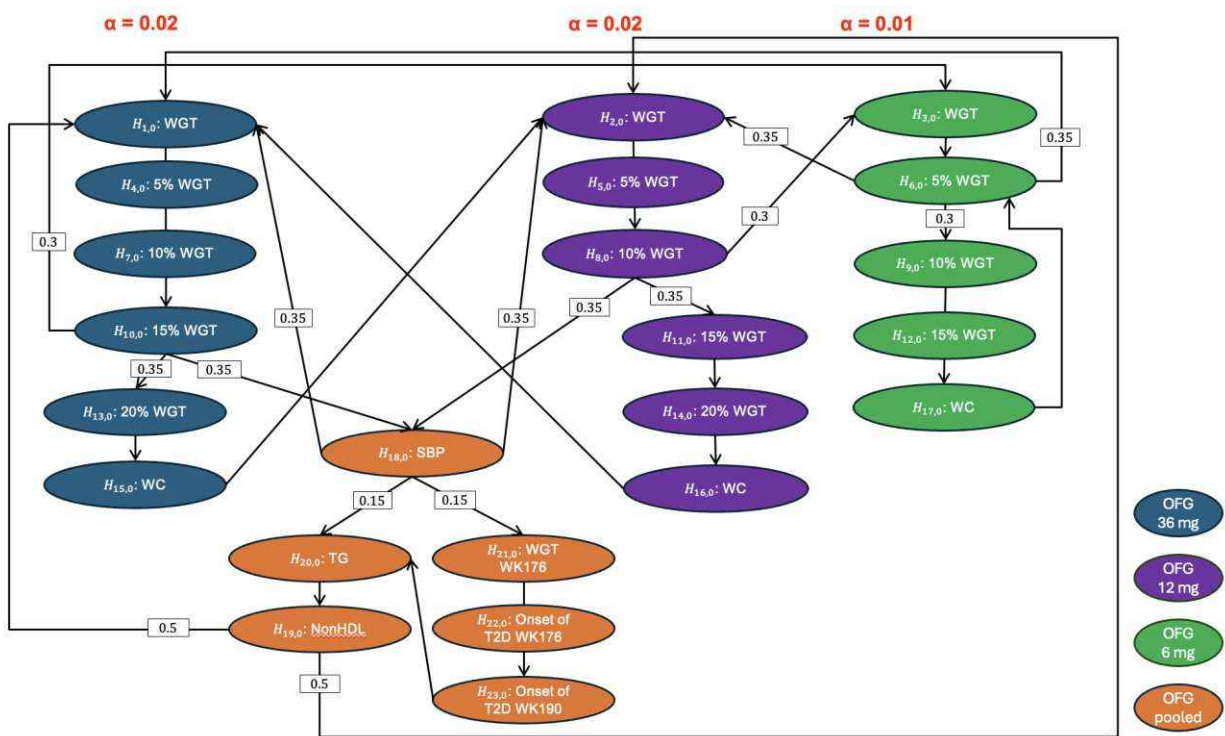 α = 0.02
α = 0.02
α = 0.01
H1,0: WGT
H2,0: WGT
H3,0: WGT
0.35
0.35
H4,0: 5% WGT
H5,0: 5% WGT
H6,0: 5% WGT
0.3
0.3
0.3
H7,0: 10% WGT
H8,0: 10% WGT
H9,0: 10% WGT
0.35
0.35
0.35
0.35
H10,0: 15% WGT
H11,0: 15% WGT
H12,0: 15% WGT
0.35
0.35
H13,0: 20% WGT
H14,0: 20% WGT
H17,0: WC
H18,0: SBP
H15,0: WC
H16,0: WC
0.15
0.15
H20,0: TG
H21,0: WGT
WK176
H19,0: NonHDL
H22,0: Onset of
T2D WK176
0.5
0.5
H23,0: Onset of
T2D WK190
OFG
36 mg
OFG
12 mg
OFG
6 mg
OFG
pooled